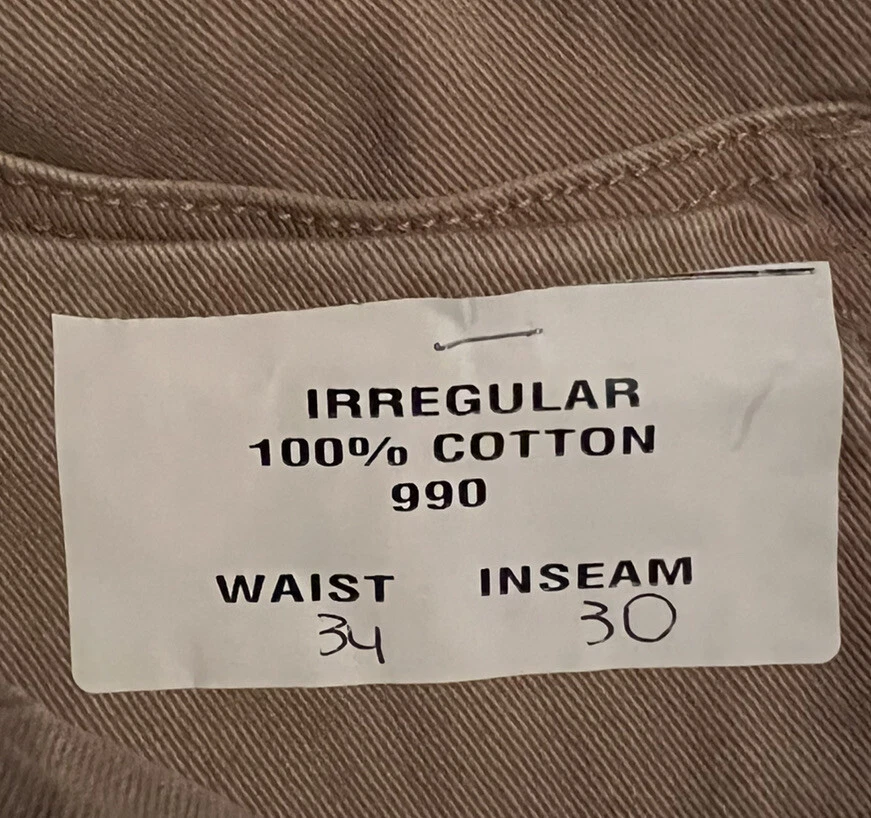 IRREGULAR
100% COTTON
990
WAIST INSEAM
34 30